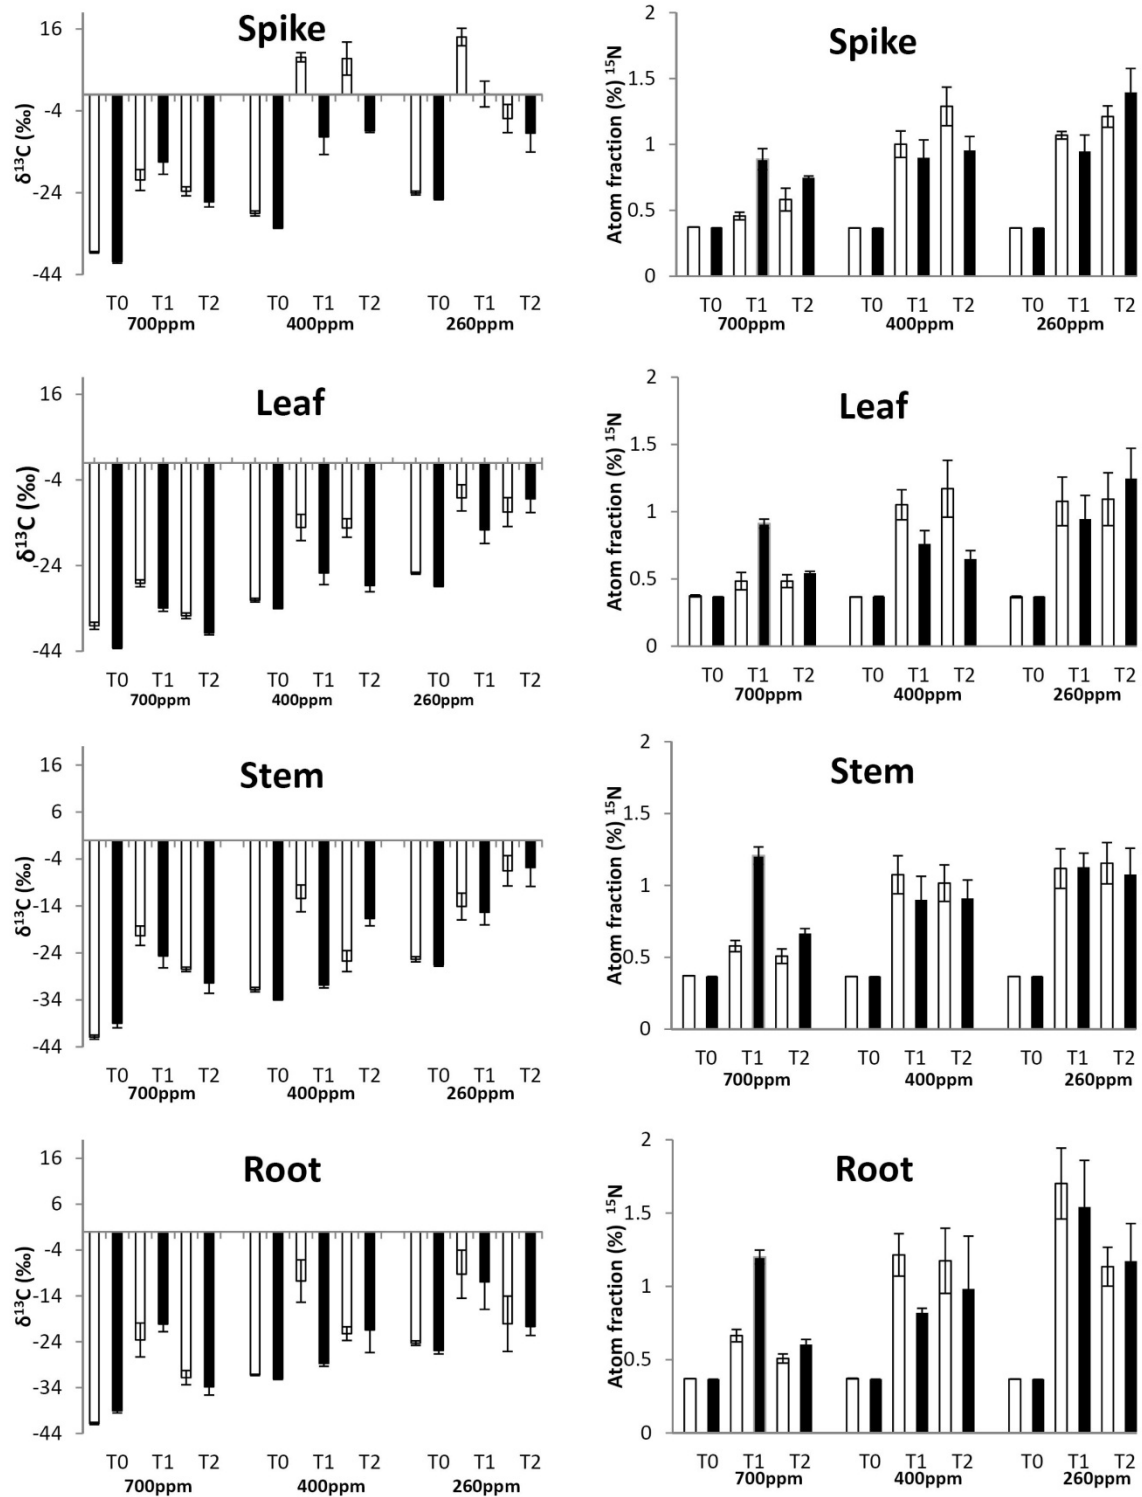 Spike
δ¹³C (‰)
16
-4
-24
-44
T0 T1 T2 T0 T1 T2 T0 T1 T2
700ppm 400ppm 260ppm
Spike
Atom fraction (%) ¹⁵N
2
1.5
1
0.5
0
T0 T1 T2 T0 T1 T2 T0 T1 T2
700ppm 400ppm 260ppm
Leaf
δ¹³C (‰)
16
-4
-24
-44
T0 T1 T2 T0 T1 T2 T0 T1 T2
700ppm 400ppm 260ppm
Leaf
Atom fraction (%) ¹⁵N
2
1.5
1
0.5
0
T0 T1 T2 T0 T1 T2 T0 T1 T2
700ppm 400ppm 260ppm
Stem
δ¹³C (‰)
16
6
-4
-14
-24
-34
-44
T0 T1 T2 T0 T1 T2 T0 T1 T2
700ppm 400ppm 260ppm
Stem
Atom fraction (%) ¹⁵N
2
1.5
1
0.5
0
T0 T1 T2 T0 T1 T2 T0 T1 T2
700ppm 400ppm 260ppm
Root
δ¹³C (‰)
16
6
-4
-14
-24
-34
-44
T0 T1 T2 T0 T1 T2 T0 T1 T2
700ppm 400ppm 260ppm
Root
Atom fraction (%) ¹⁵N
2
1.5
1
0.5
0
T0 T1 T2 T0 T1 T2 T0 T1 T2
700ppm 400ppm 260ppm